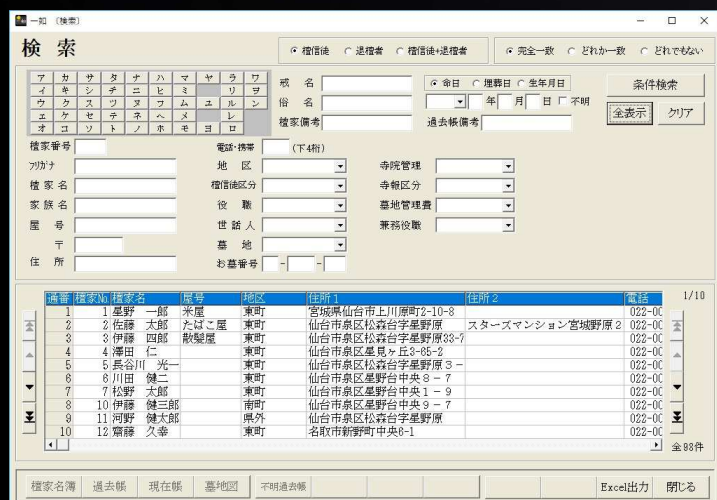 一如 〔検索〕
検 索
檀信徒 退檀者 檀信徒+退檀者
完全一致 どれか一致 どれでもない
ア カ サ タ ナ ハ マ ヤ ラ ワ
イ キ シ チ ニ ヒ ミ リ ヲ
ウ ク ス ツ ヌ フ ム ユ ル ン
エ ケ セ テ ネ ヘ メ レ
オ コ ソ ト ノ ホ モ ヨ ロ
戒 名
俗 名
檀家備考
命日 埋葬日 生年月日
年 月 日 不明
過去帳備考
条件検索
全表示 クリア
檀家番号
フリガナ
檀 家 名
家 族 名
屋 号
〒
住 所
電話・携帯 (下4桁)
地 区
檀信徒区分
役 職
世 話 人
墓 地
お墓番号 - -
寺院管理
寺報区分
墓地管理費
兼務役職
通番 檀家No. 檀家名 屋号 地区 住所1 住所2 電話
1 1 星野 一郎 米屋 東町 宮城県仙台市上川原町2-10-8 022-00
2 2 佐藤 太郎 たばこ屋 東町 仙台市泉区松森台字星野原 スターズマンション宮城野原2 022-00
3 3 伊藤 四郎 散髪屋 東町 仙台市泉区松森台字星野原33-7 022-00
4 4 澤田 仁 東町 仙台市泉区星見ヶ丘3-65-2 022-00
5 5 長谷川 光一 東町 仙台市泉区松森台字星野原3- 022-00
6 6 川田 健二 東町 仙台市泉区星野台中央8-7 022-00
7 7 松野 太郎 東町 仙台市泉区星野台中央1-9 022-00
8 10 伊藤 健三郎 南町 仙台市泉区星野台中央9-7 022-00
9 11 河野 健太郎 県外 仙台市泉区松森台字星野原 022-00
10 12 齋藤 久幸 東町 名取市新野町中央6-1 022-00
1/10
全98件
檀家名簿 過去帳 現在帳 墓地図 不明過去帳 Excel出力 閉じる